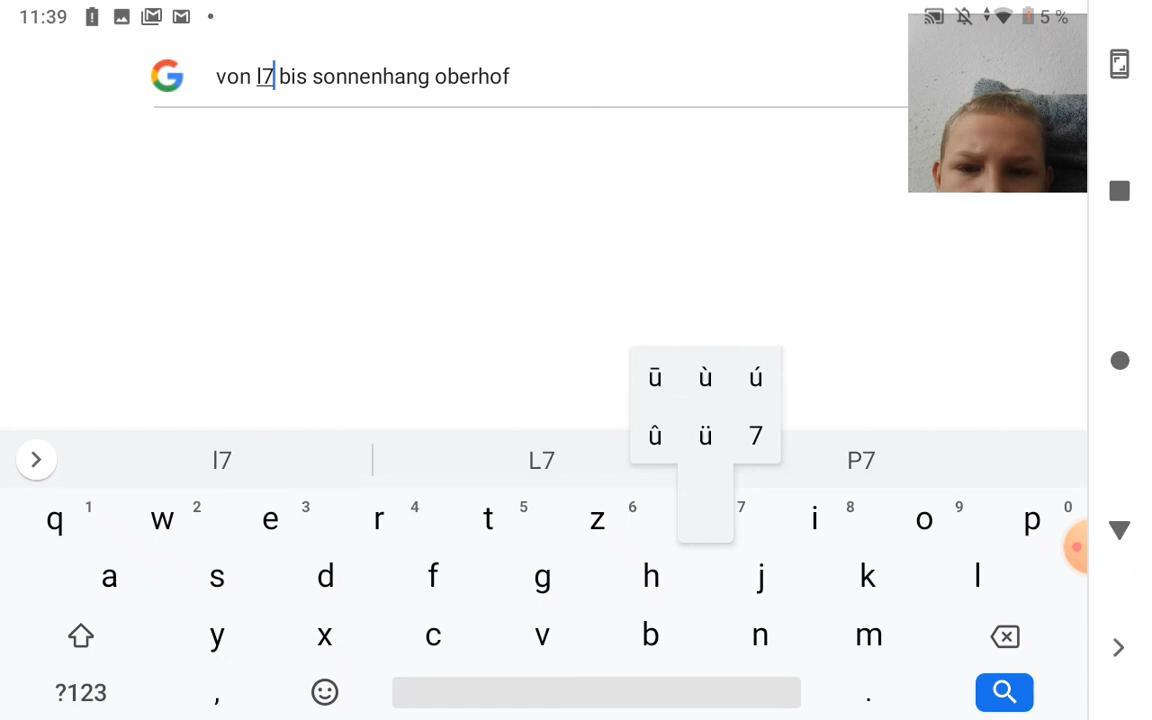 11:39 5 %
von l7 bis sonnenhang oberhof
ū ù ú
û ü 7
l7 L7 P7
q 1 w 2 e 3 r 4 t 5 z 6 7 i 8 o 9 p 0
a s d f g h j k l
y x c v b n m
?123 , .